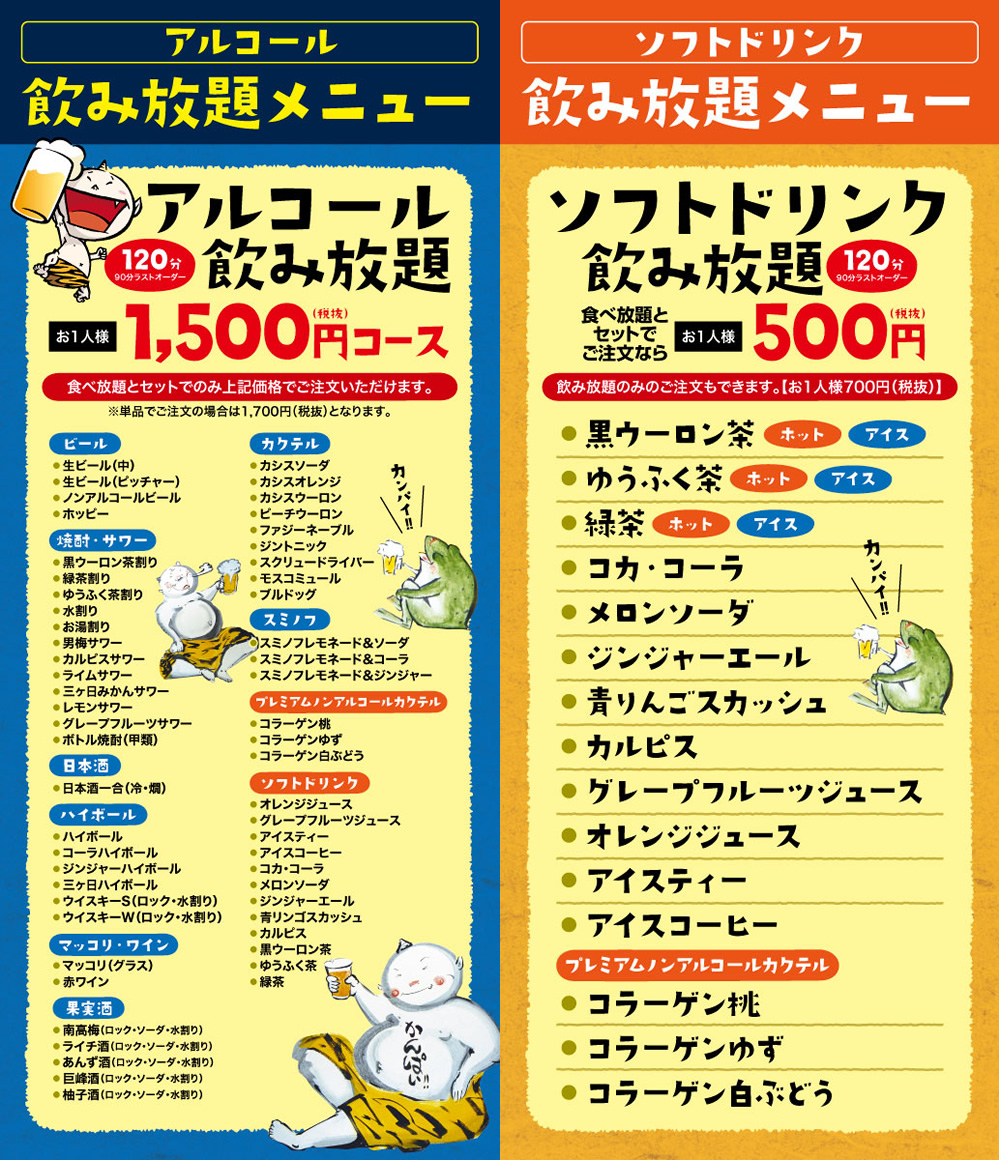 アルコール
飲み放題メニュー
アルコール
飲み放題
120分
90分ラストオーダー
お1人様
1,500円コース
(税抜)
食べ放題とセットでのみ上記価格でご注文いただけます。
※単品でご注文の場合は1,700円(税抜)となります。
ビール
生ビール(中)
生ビール(ピッチャー)
ノンアルコールビール
ホッピー
焼酎・サワー
黒ウーロン茶割り
緑茶割り
ゆうふく茶割り
水割り
お湯割り
男梅サワー
カルピスサワー
ライムサワー
三ヶ日みかんサワー
レモンサワー
グレープフルーツサワー
ボトル焼酎(甲類)
日本酒
日本酒一合(冷・燗)
ハイボール
ハイボール
コーラハイボール
ジンジャーハイボール
三ヶ日ハイボール
ウイスキーS(ロック・水割り)
ウイスキーW(ロック・水割り)
マッコリ・ワイン
マッコリ(グラス)
赤ワイン
果実酒
南高梅(ロック・ソーダ・水割り)
ライチ酒(ロック・ソーダ・水割り)
あんず酒(ロック・ソーダ・水割り)
巨峰酒(ロック・ソーダ・水割り)
柚子酒(ロック・ソーダ・水割り)
カクテル
カシスソーダ
カシスオレンジ
カシスウーロン
ピーチウーロン
ファジーネーブル
ジントニック
スクリュードライバー
モスコミュール
ブルドッグ
カンパイ!!
スミノフ
スミノフレモネード&ソーダ
スミノフレモネード&コーラ
スミノフレモネード&ジンジャー
プレミアムノンアルコールカクテル
コラーゲン桃
コラーゲンゆず
コラーゲン白ぶどう
ソフトドリンク
オレンジジュース
グレープフルーツジュース
アイスティー
アイスコーヒー
コカ・コーラ
メロンソーダ
ジンジャーエール
青リンゴスカッシュ
カルピス
黒ウーロン茶
ゆうふく茶
緑茶
かんぱい!!
ソフトドリンク
飲み放題メニュー
ソフトドリンク
飲み放題
120分
90分ラストオーダー
食べ放題と
セットで
ご注文なら
お1人様
500円
(税抜)
飲み放題のみのご注文もできます。【お1人様700円(税抜)】
黒ウーロン茶 ホット アイス
ゆうふく茶 ホット アイス
緑茶 ホット アイス
コカ・コーラ
メロンソーダ
ジンジャーエール
青りんごスカッシュ
カルピス
グレープフルーツジュース
オレンジジュース
アイスティー
アイスコーヒー
カンパイ!!
プレミアムノンアルコールカクテル
コラーゲン桃
コラーゲンゆず
コラーゲン白ぶどう